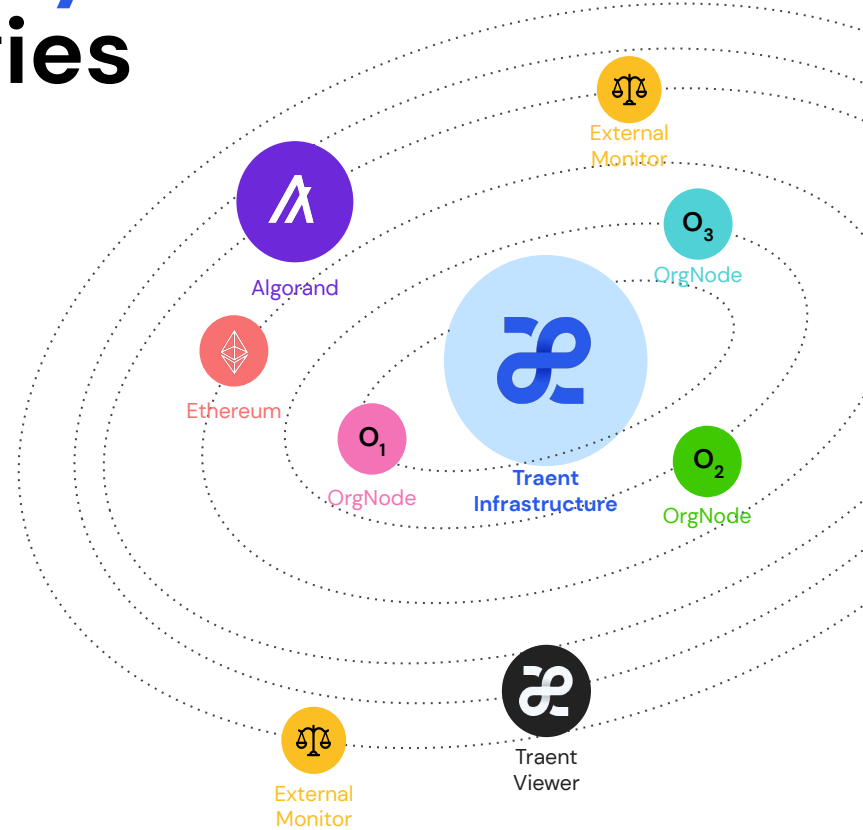 ies
External
Monitor
O3
OrgNode
Algorand
Ethereum
O1
OrgNode
Traent
Infrastructure
O2
OrgNode
Traent
Viewer
External
Monitor